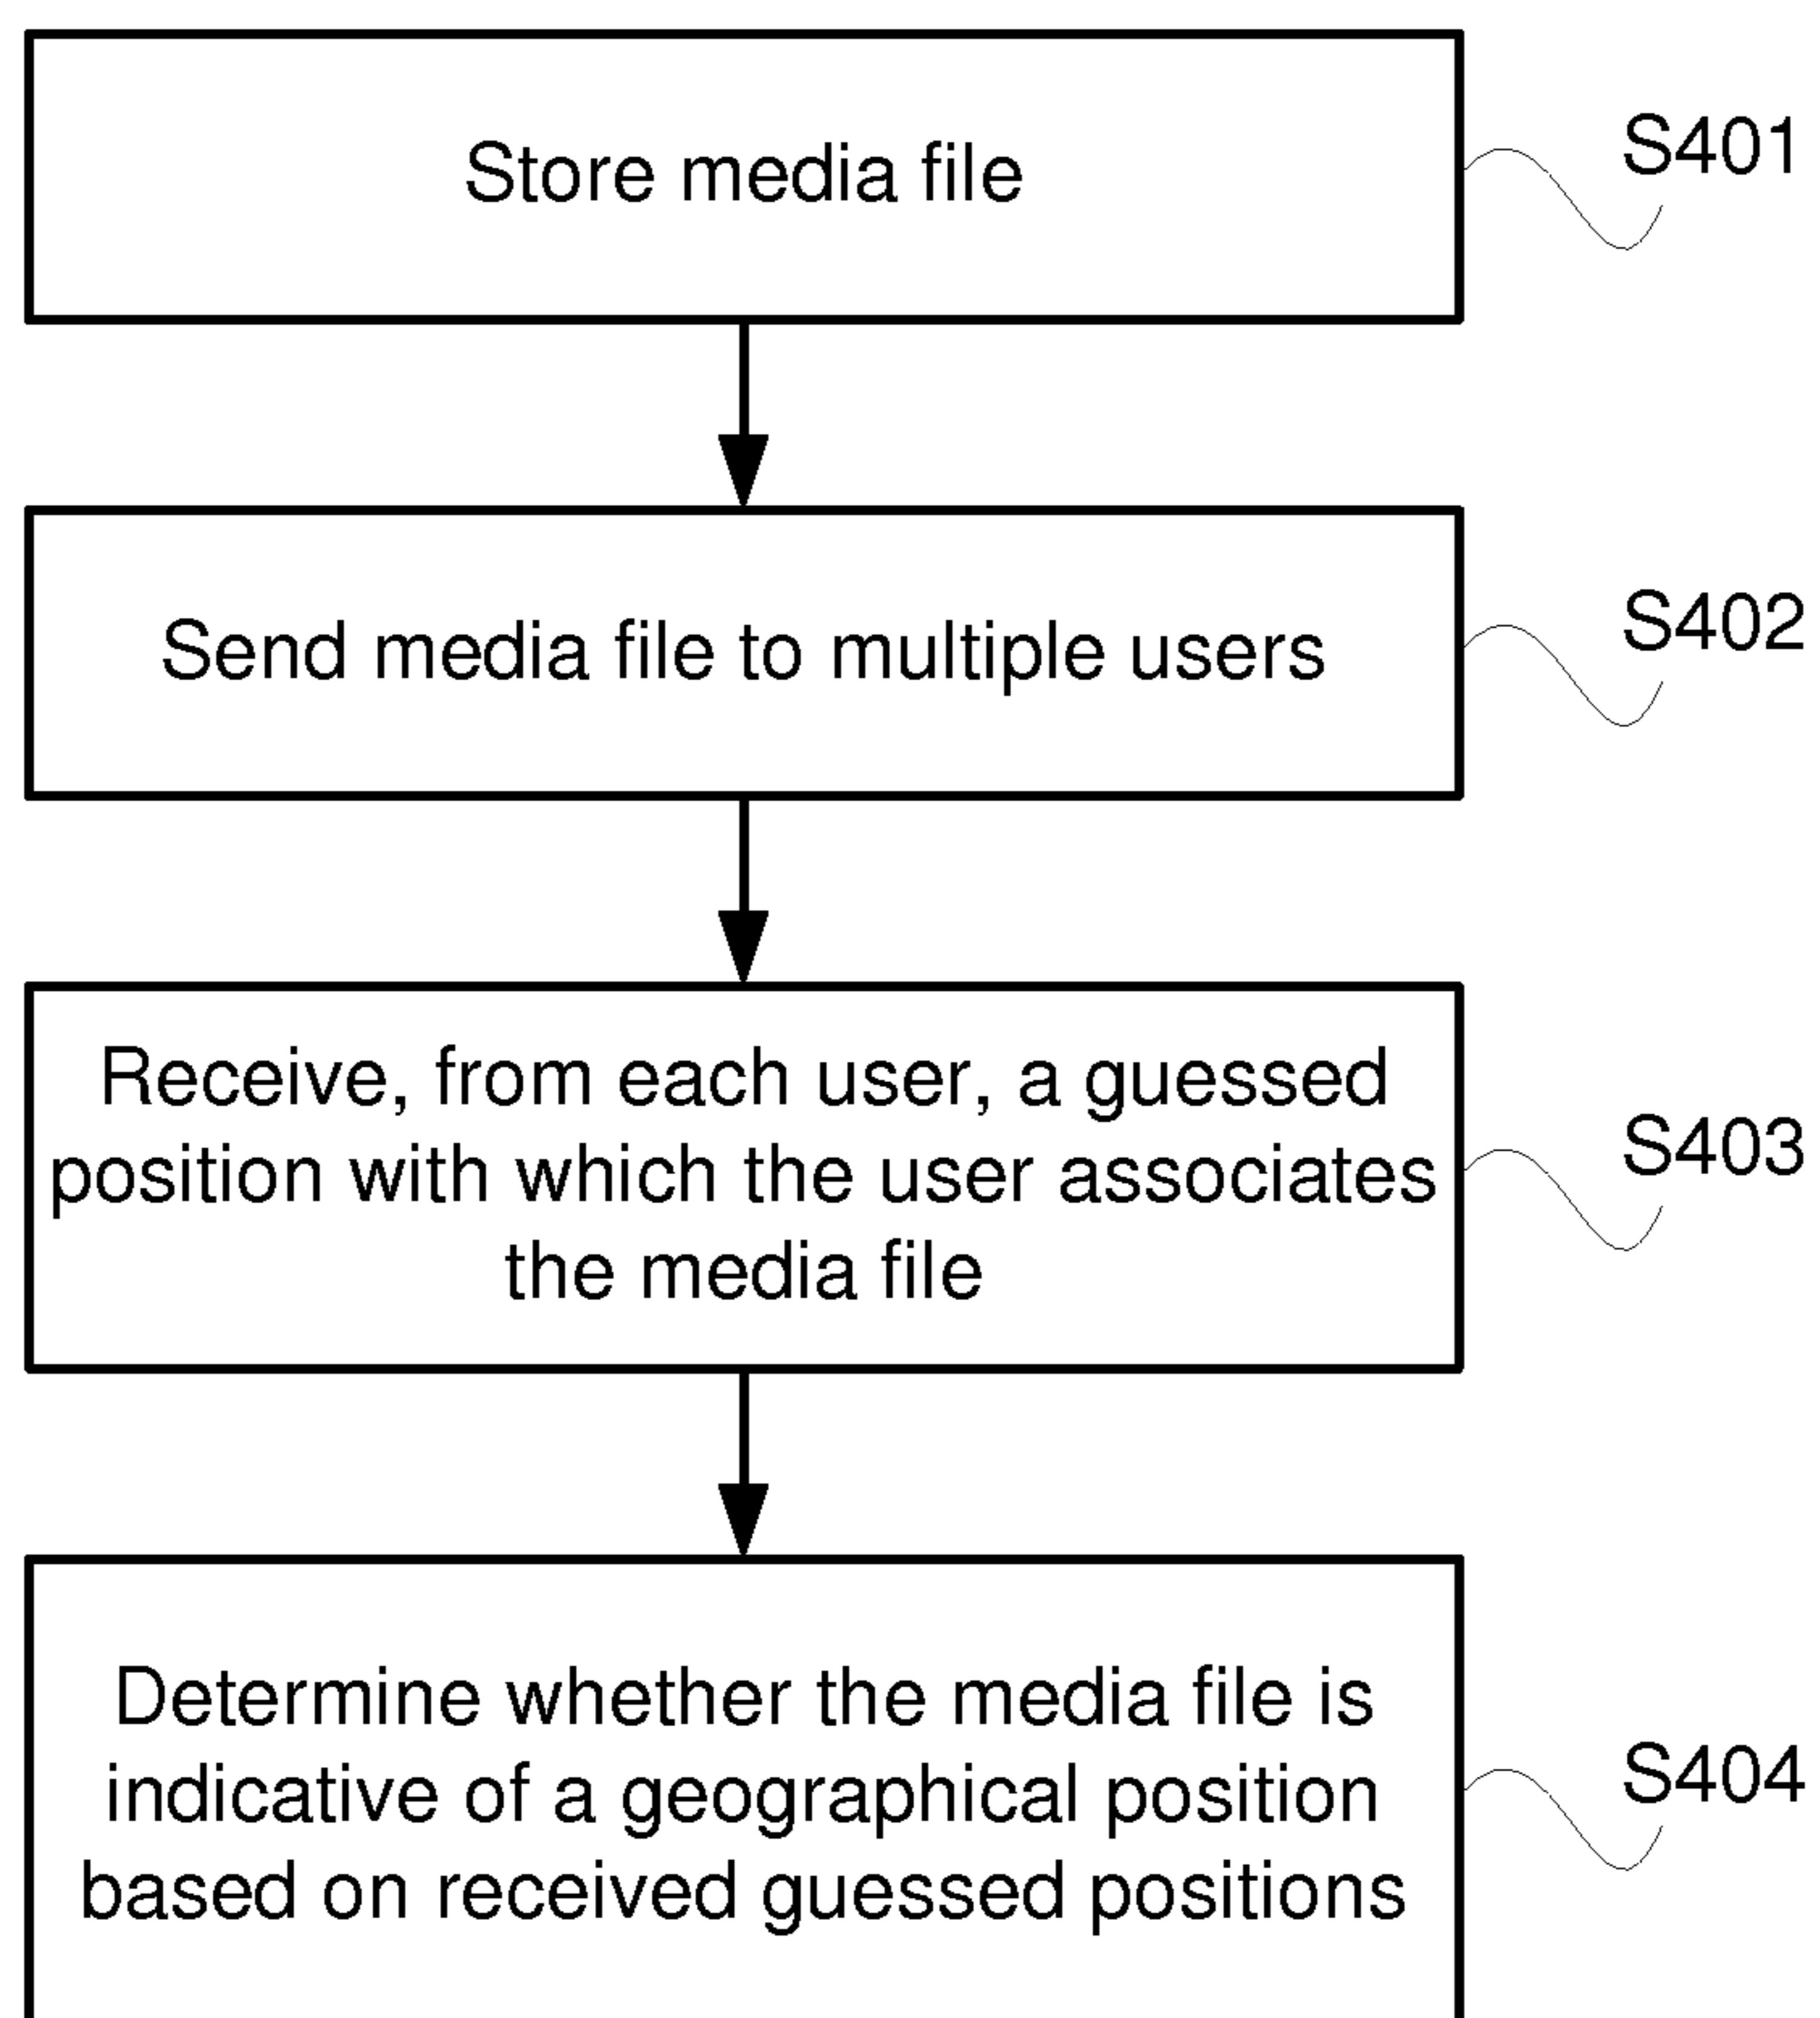 Store media file
S401
Send media file to multiple users
S402
Receive, from each user, a guessed
position with which the user associates
the media file
S403
Determine whether the media file is
indicative of a geographical position
based on received guessed positions
S404